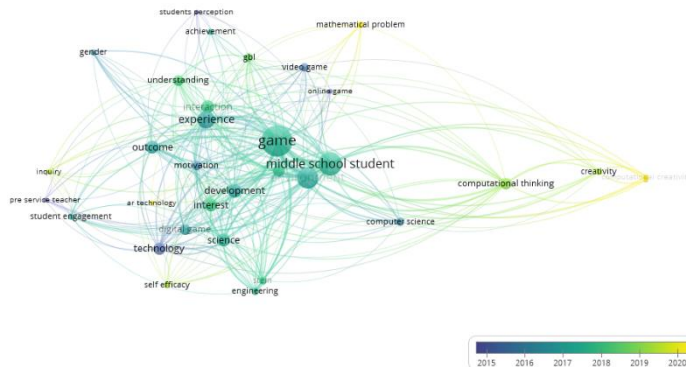 students perception
achievement
mathematical problem
gender
gbl
video game
understanding
online game
interaction
experience
game
outcome
middle school student
motivation
inquiry
creativity
computational thinking
development
pre service teacher
ar technology
interest
student engagement
computer science
digital game
science
technology
self efficacy
engineering
2015 2016 2017 2018 2019 2020